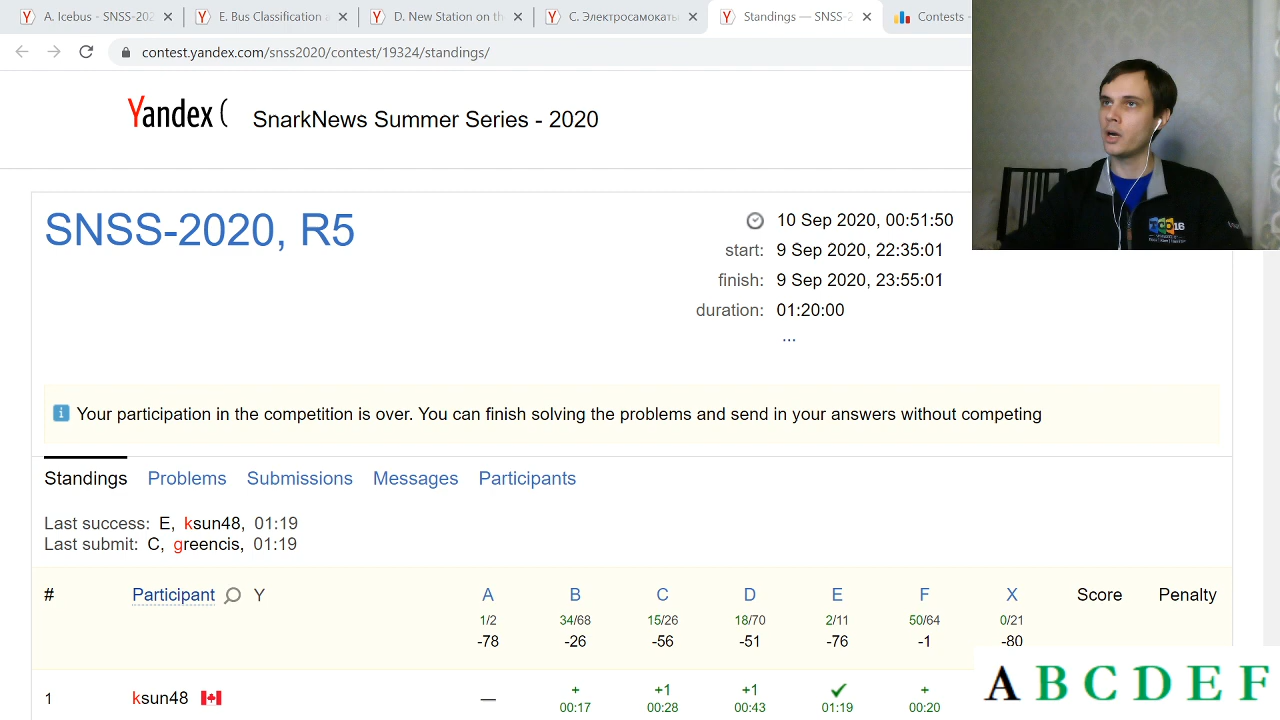 A. Icebus - SNSS-202
E. Bus Classification a
D. New Station on th
C. Электросамокаты
Standings — SNSS-2
Contests -
contest.yandex.com/snss2020/contest/19324/standings/
Yandex (
SnarkNews Summer Series - 2020
SNSS-2020, R5
10 Sep 2020, 00:51:50
start: 9 Sep 2020, 22:35:01
finish: 9 Sep 2020, 23:55:01
duration: 01:20:00
...
Your participation in the competition is over. You can finish solving the problems and send in your answers without competing
Standings Problems Submissions Messages Participants
Last success: E, ksun48, 01:19
Last submit: C, greencis, 01:19
# Participant Y A B C D E F X Score Penalty
1/2 34/68 15/26 18/70 2/11 50/64 0/21
-78 -26 -56 -51 -76 -1 -80
1 ksun48 — + +1 +1 ✓ +
00:17 00:28 00:43 01:19 00:20
A B C D E F